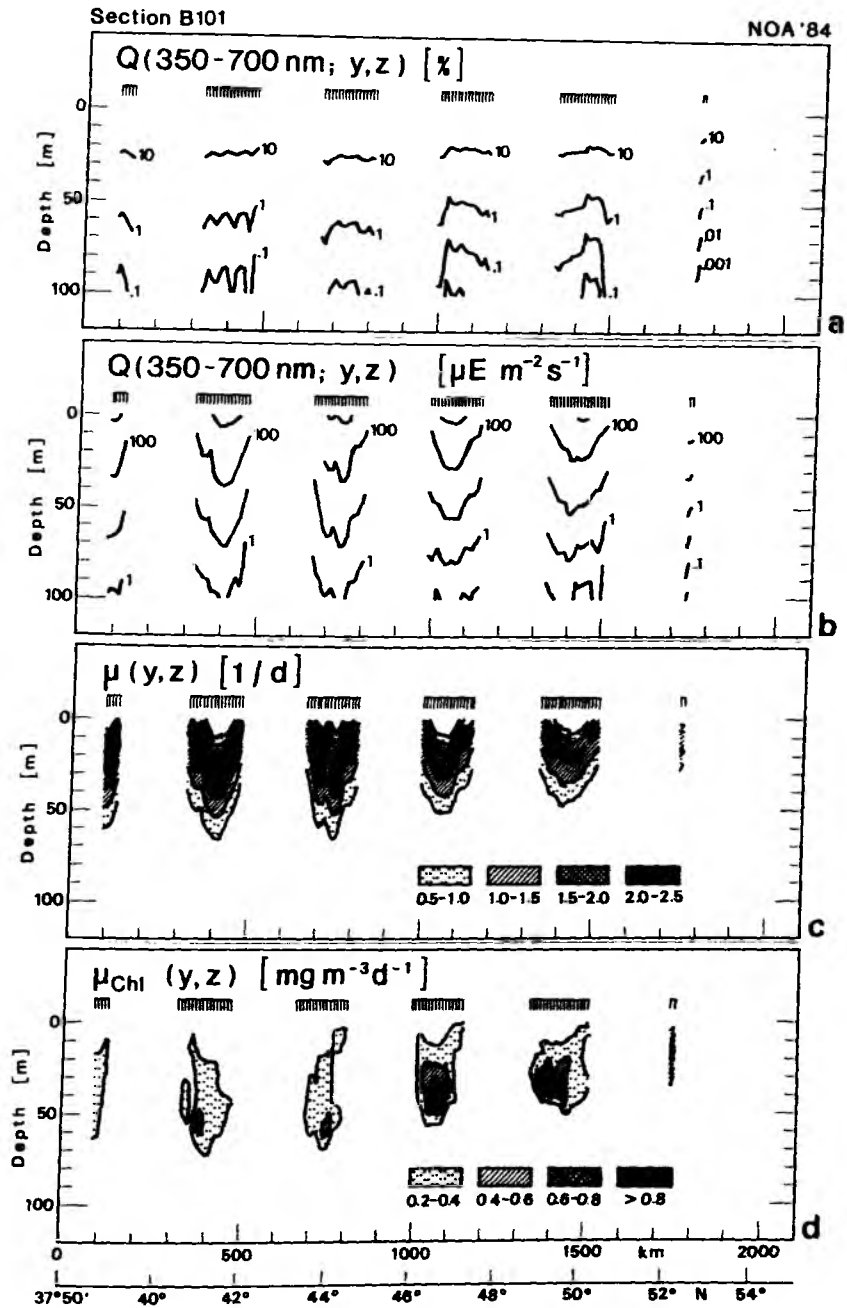 Section B101
NOA '84
Q(350-700 nm; y,z) [%]
Depth [m]
0
50
100
10 10 10 10 10 .10
1 .1 1 1 1 .1
.1
.01
.1 .1 .1 .1 .001
a
Q(350-700nm; y,z) [µE m⁻²s⁻¹]
Depth [m]
0
50
100
100 100 100 100 100 .100
1 1 1 1 1 1
.1
b
µ (y,z) [1/d]
Depth [m]
0
50
100
0.5-1.0 1.0-1.5 1.5-2.0 2.0-2.5
c
µChl (y,z) [mg m⁻³d⁻¹]
Depth [m]
0
50
100
0.2-0.4 0.4-0.6 0.6-0.8 >0.8
d
0 500 1000 1500 km 2000
37°50' 40° 42° 44° 46° 48° 50° 52° N 54°